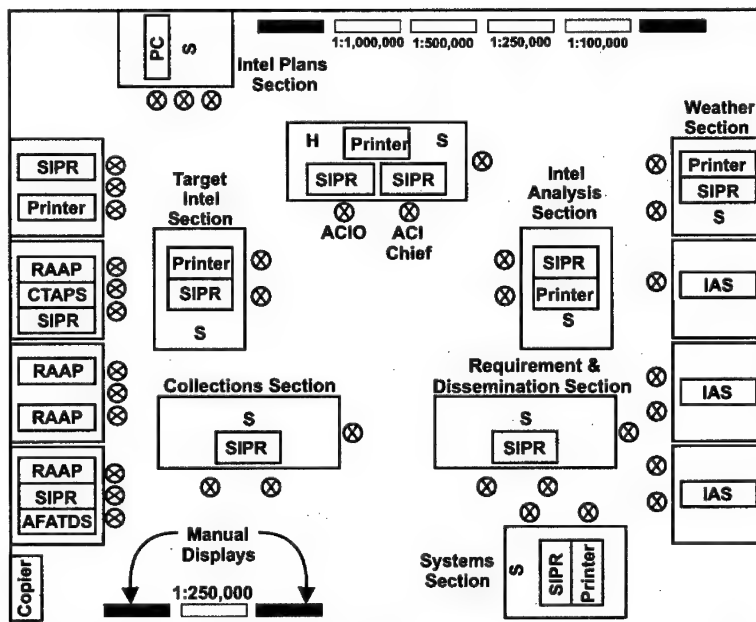 PC
S
Intel Plans
Section
1:1,000,000
1:500,000
1:250,000
1:100,000
Weather
Section
SIPR
Printer
H
Printer
S
SIPR
SIPR
ACIO
ACI
Chief
Target
Intel
Section
Intel
Analysis
Section
Printer
SIPR
S
RAAP
CTAPS
SIPR
Printer
SIPR
S
SIPR
Printer
S
IAS
RAAP
RAAP
Collections Section
S
SIPR
Requirement &
Dissemination Section
S
SIPR
IAS
RAAP
SIPR
AFATDS
IAS
Copier
Manual
Displays
1:250,000
Systems
Section
S
SIPR
Printer